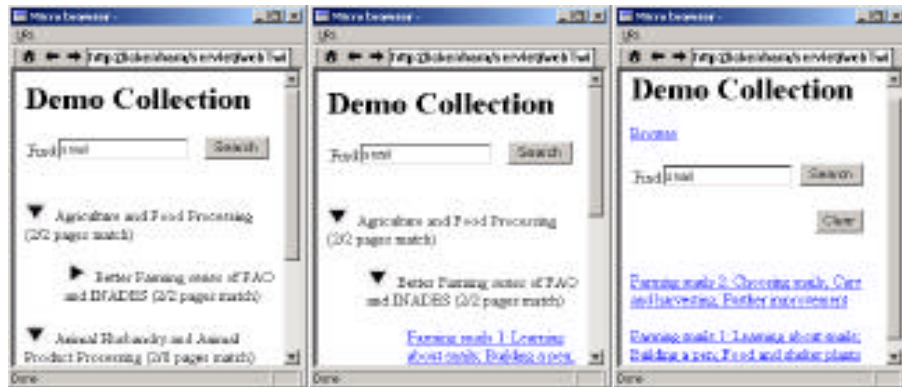 Micro browser -
URL
Demo Collection
Find snail Search
Agriculture and Food Processing
(2/2 pages match)
Better Farming series of FAO
and INADES (2/2 pages match)
Animal Husbandry and Animal
Product Processing (2/8 pages match)
Done
Micro browser -
URL
Demo Collection
Find snail Search
Agriculture and Food Processing
(2/2 pages match)
Better Farming series of FAO
and INADES (2/2 pages match)
Farming snails 1: Learning
about snails; Building a pen;
Done
Micro browser -
URL
Demo Collection
Browse
Find snail Search
Clear
Farming snails 2: Choosing snails; Care
and harvesting; Further improvement
Farming snails 1: Learning about snails;
Building a pen; Food and shelter plants
Done